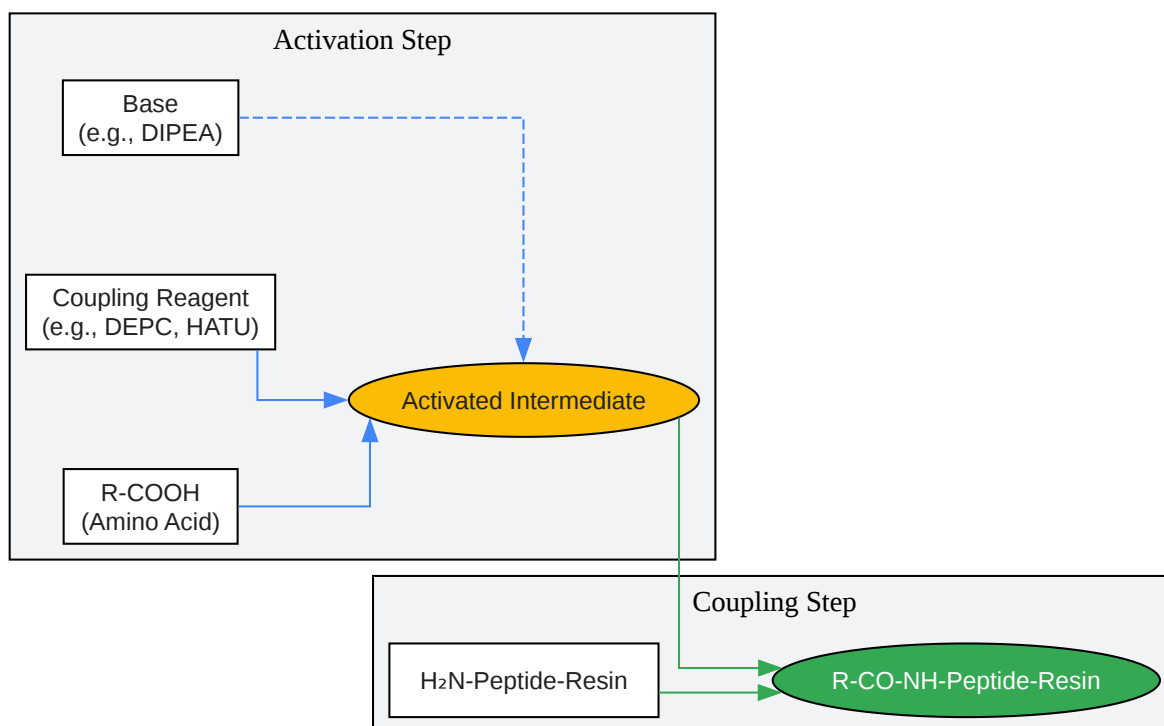 Activation Step
Base
(e.g., DIPEA)
Coupling Reagent
(e.g., DEPC, HATU)
Activated Intermediate
R-COOH
(Amino Acid)
Coupling Step
H₂N-Peptide-Resin
R-CO-NH-Peptide-Resin